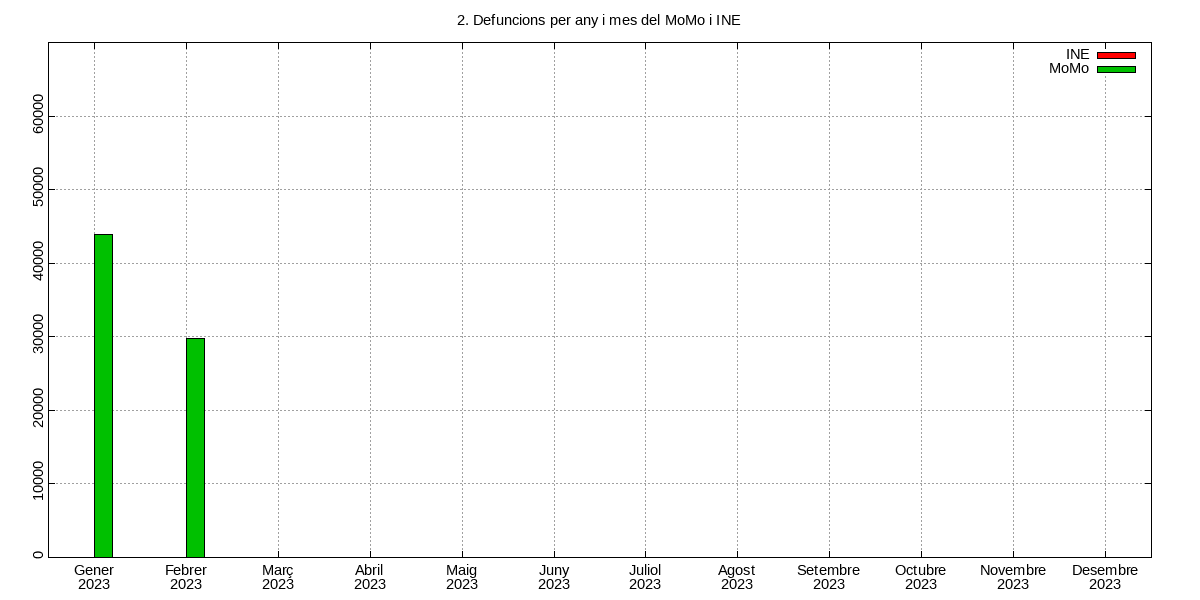 2. Defuncions per any i mes del MoMo i INE
INE
MoMo
60000
50000
40000
30000
20000
10000
0
Gener 2023
Febrer 2023
Març 2023
Abril 2023
Maig 2023
Juny 2023
Juliol 2023
Agost 2023
Setembre 2023
Octubre 2023
Novembre 2023
Desembre 2023